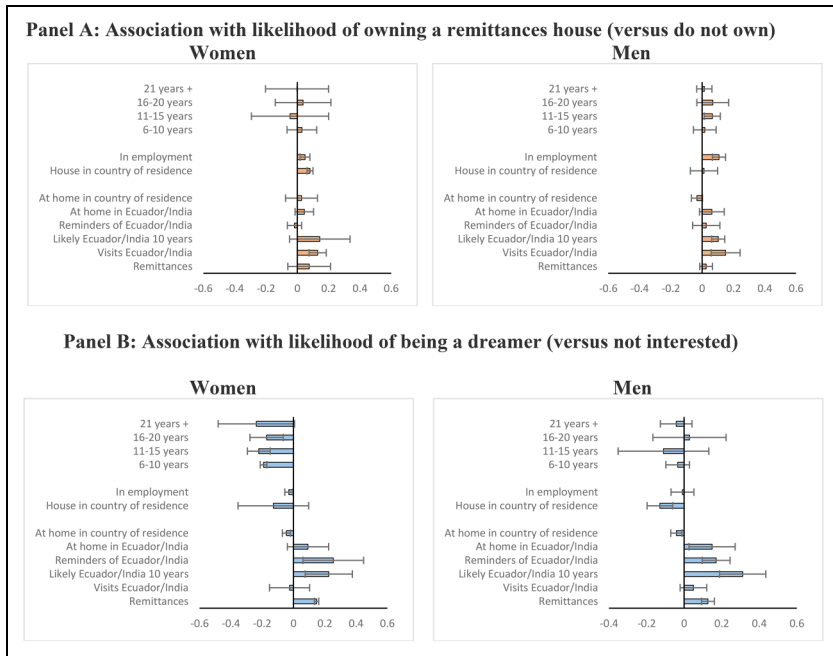 Panel A: Association with likelihood of owning a remittances house (versus do not own)
Women
21 years +
16-20 years
11-15 years
6-10 years
In employment
House in country of residence
At home in country of residence
At home in Ecuador/India
Reminders of Ecuador/India
Likely Ecuador/India 10 years
Visits Ecuador/India
Remittances
-0.6 -0.4 -0.2 0 0.2 0.4 0.6
Men
21 years +
16-20 years
11-15 years
6-10 years
In employment
House in country of residence
At home in country of residence
At home in Ecuador/India
Reminders of Ecuador/India
Likely Ecuador/India 10 years
Visits Ecuador/India
Remittances
-0.6 -0.4 -0.2 0 0.2 0.4 0.6
Panel B: Association with likelihood of being a dreamer (versus not interested)
Women
21 years +
16-20 years
11-15 years
6-10 years
In employment
House in country of residence
At home in country of residence
At home in Ecuador/India
Reminders of Ecuador/India
Likely Ecuador/India 10 years
Visits Ecuador/India
Remittances
-0.6 -0.4 -0.2 0 0.2 0.4 0.6
Men
21 years +
16-20 years
11-15 years
6-10 years
In employment
House in country of residence
At home in country of residence
At home in Ecuador/India
Reminders of Ecuador/India
Likely Ecuador/India 10 years
Visits Ecuador/India
Remittances
-0.4 -0.2 0 0.2 0.4 0.6